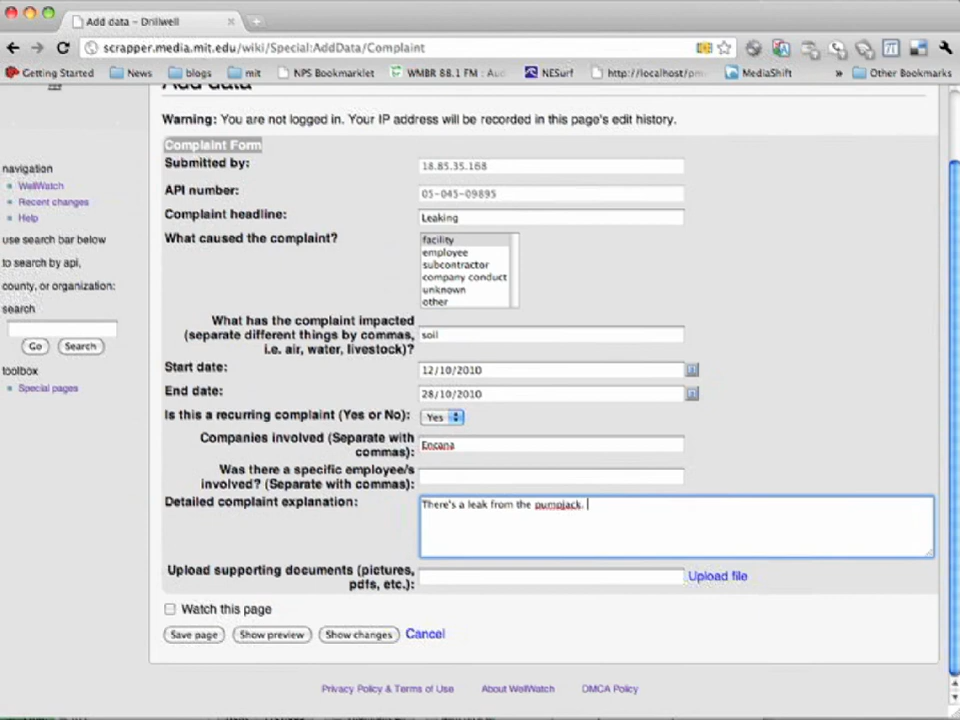 Add data - Drillwell
scrapper.media.mit.edu/wiki/Special:AddData/Complaint
Getting Started News blogs mit NPS Bookmarklet WMBR 88.1 FM : Aud NESurf http://localhost/p MediaShift » Other Bookmarks
Add data
Warning: You are not logged in. Your IP address will be recorded in this page's edit history.
Complaint Form
Submitted by: 18.85.35.168
API number: 05-045-09895
Complaint headline: Leaking
What caused the complaint? facility
employee
subcontractor
company conduct
unknown
other
What has the complaint impacted
(separate different things by commas, soil
i.e. air, water, livestock)?
Start date: 12/10/2010
End date: 28/10/2010
Is this a recurring complaint (Yes or No): Yes
Companies involved (Separate with Encana
commas):
Was there a specific employee/s
involved? (Separate with commas):
Detailed complaint explanation: There's a leak from the pumpjack.
Upload supporting documents (pictures,
pdfs, etc.): Upload file
Watch this page
Save page Show preview Show changes Cancel
Privacy Policy & Terms of Use About WellWatch DMCA Policy
navigation
WellWatch
Recent changes
Help
use search bar below
to search by api,
county, or organization:
search
Go Search
toolbox
Special pages